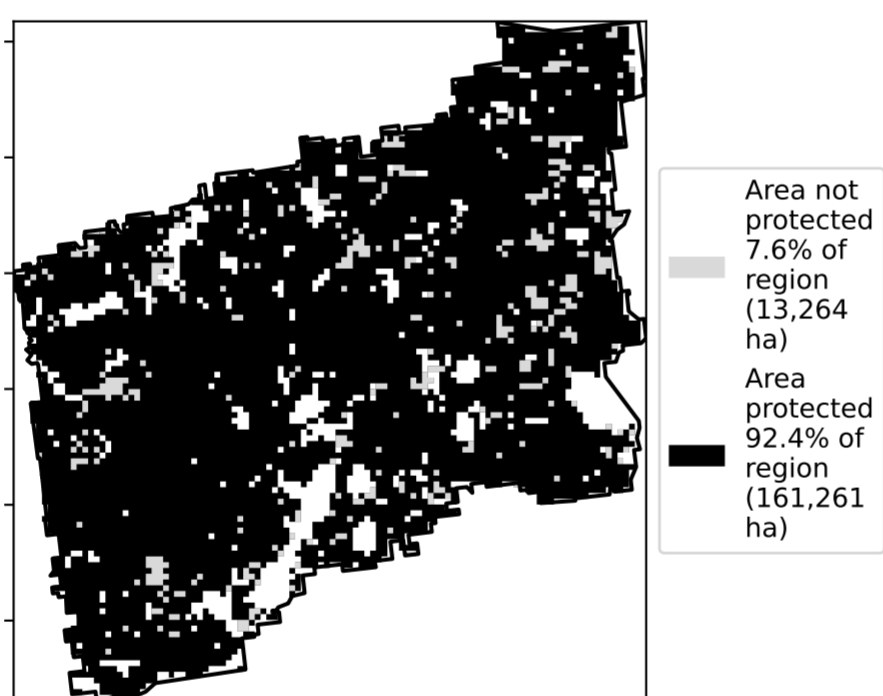 Area not
protected
7.6% of
region
(13,264
ha)
Area
protected
92.4% of
region
(161,261
ha)